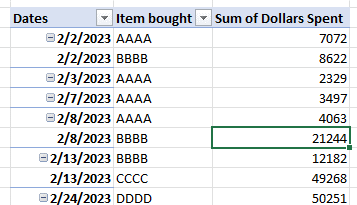 Dates Item bought Sum of Dollars Spent
2/2/2023 AAAA 7072
2/2/2023 BBBB 8622
2/3/2023 AAAA 2329
2/7/2023 AAAA 3497
2/8/2023 AAAA 4063
2/8/2023 BBBB 21244
2/13/2023 BBBB 12182
2/13/2023 CCCC 49268
2/24/2023 DDDD 50251